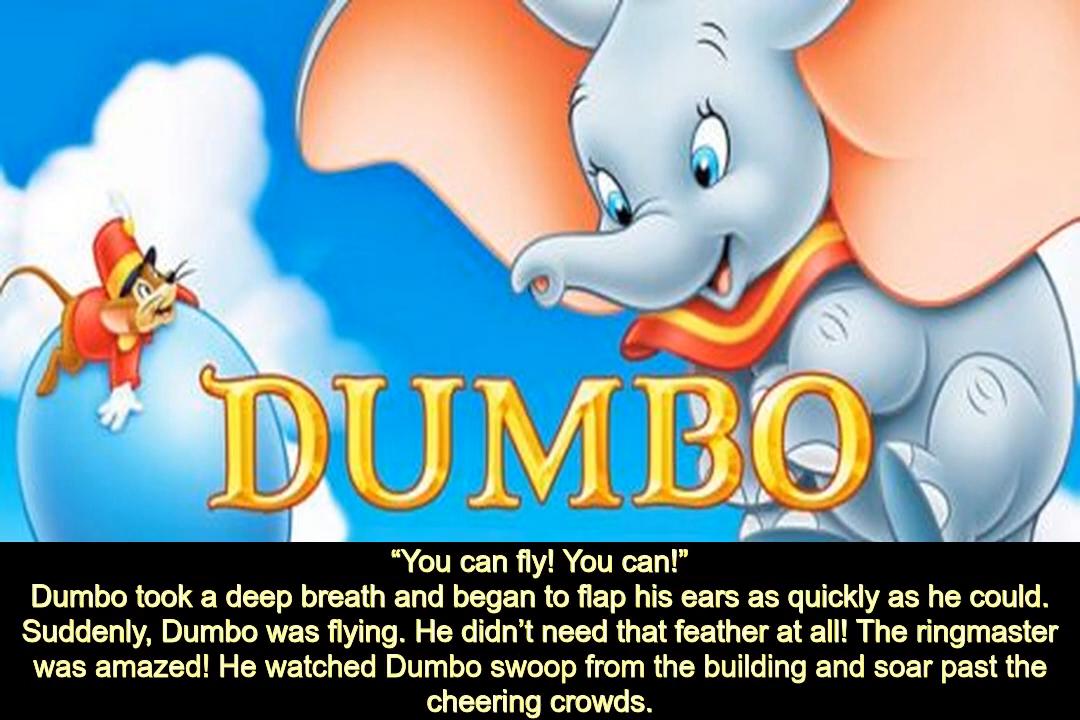 DUMBO
“You can fly! You can!”
Dumbo took a deep breath and began to flap his ears as quickly as he could.
Suddenly, Dumbo was flying. He didn’t need that feather at all! The ringmaster
was amazed! He watched Dumbo swoop from the building and soar past the
cheering crowds.